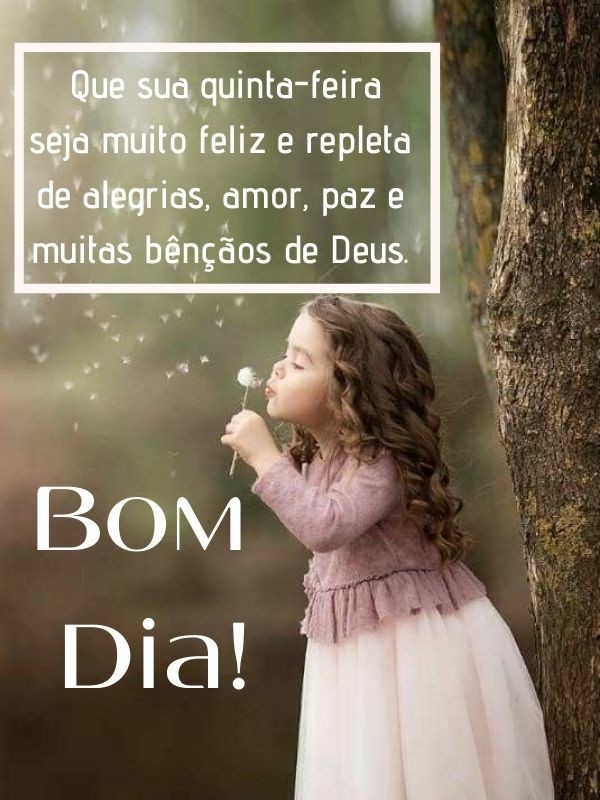 Que sua quinta-feira
seja muito feliz e repleta
de alegrias, amor, paz e
muitas bênçãos de Deus.
Bom
Dia!